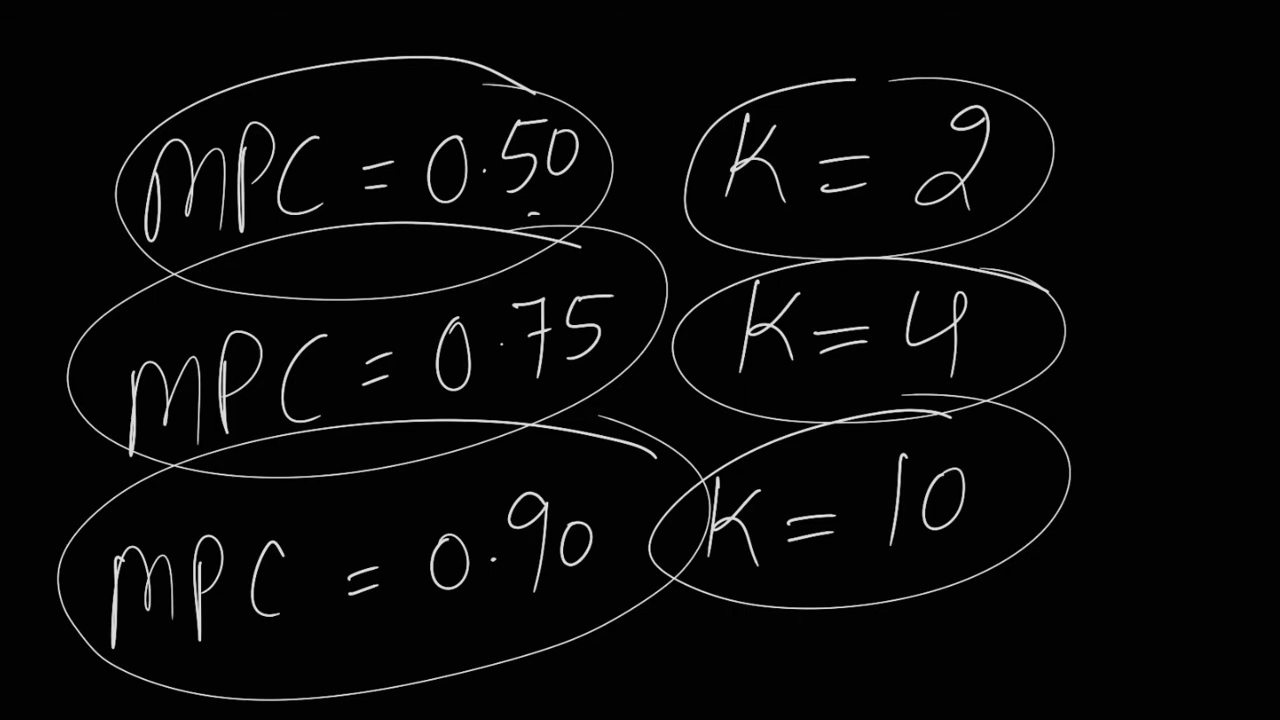 MPC = 0.50 K = 2
MPC = 0.75 K = 4
MPC = 0.90 K = 10